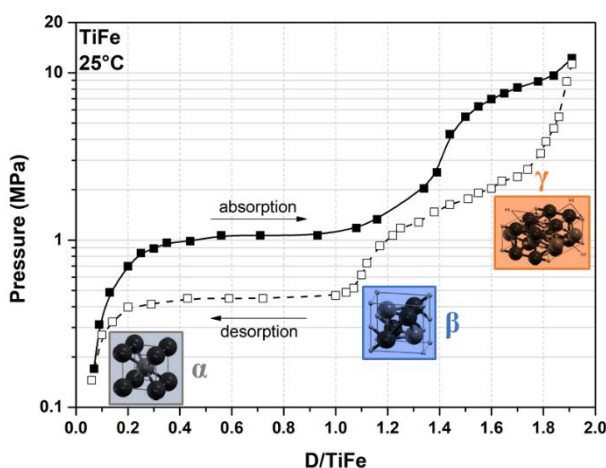 TiFe
25°C
20
10
1
0.1
Pressure (MPa)
absorption
desorption
α
β
γ
0.0 0.2 0.4 0.6 0.8 1.0 1.2 1.4 1.6 1.8 2.0
D/TiFe